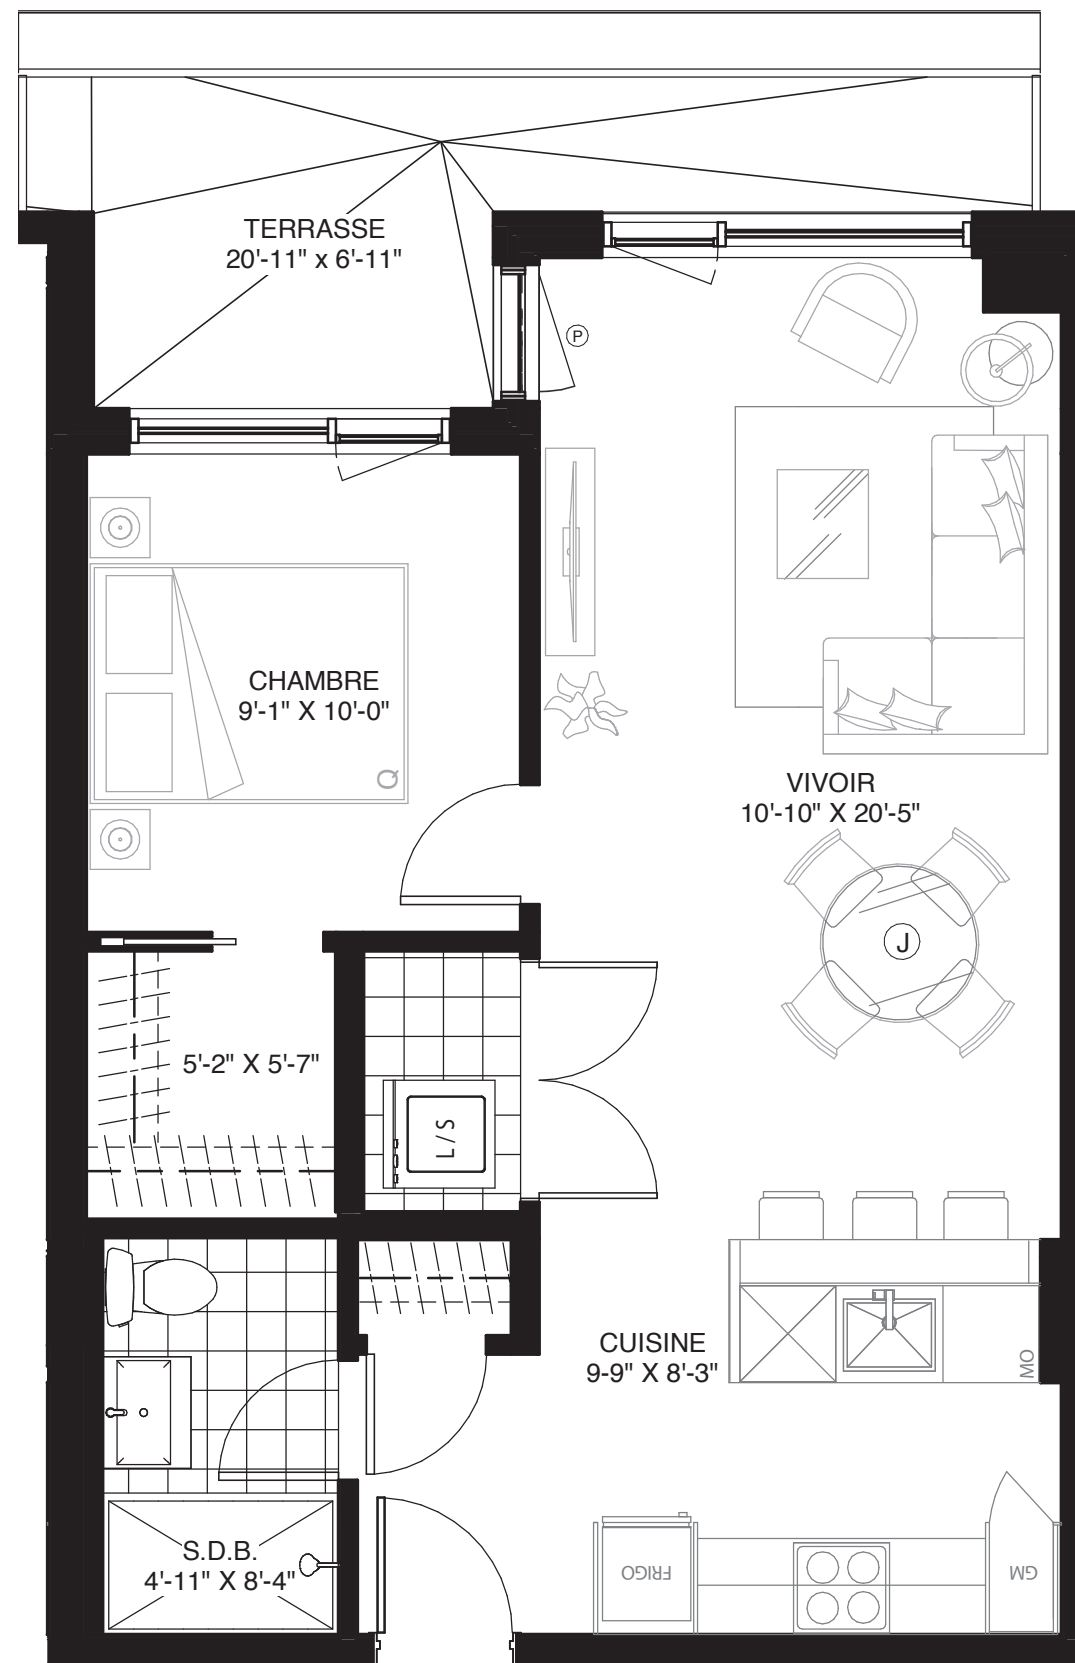 TERRASSE
20'-11" x 6'-11"
P
CHAMBRE
9'-1" X 10'-0"
Q
VIVOIR
10'-10" X 20'-5"
J
5'-2" X 5'-7"
L/S
CUISINE
9-9" X 8'-3"
MO
S.D.B.
4'-11" X 8'-4"
FRIGO
GM